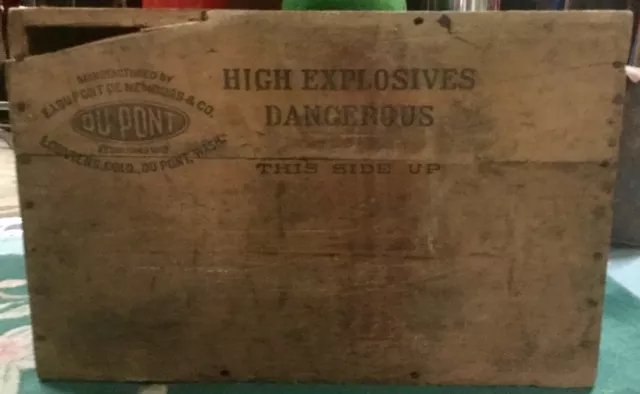 MANUFACTURED BY
E.I. DU PONT DE NEMOURS & CO.
DU PONT
LOUVIERS, COLO., DU PONT, WASH.
HIGH EXPLOSIVES
DANGEROUS
THIS SIDE UP